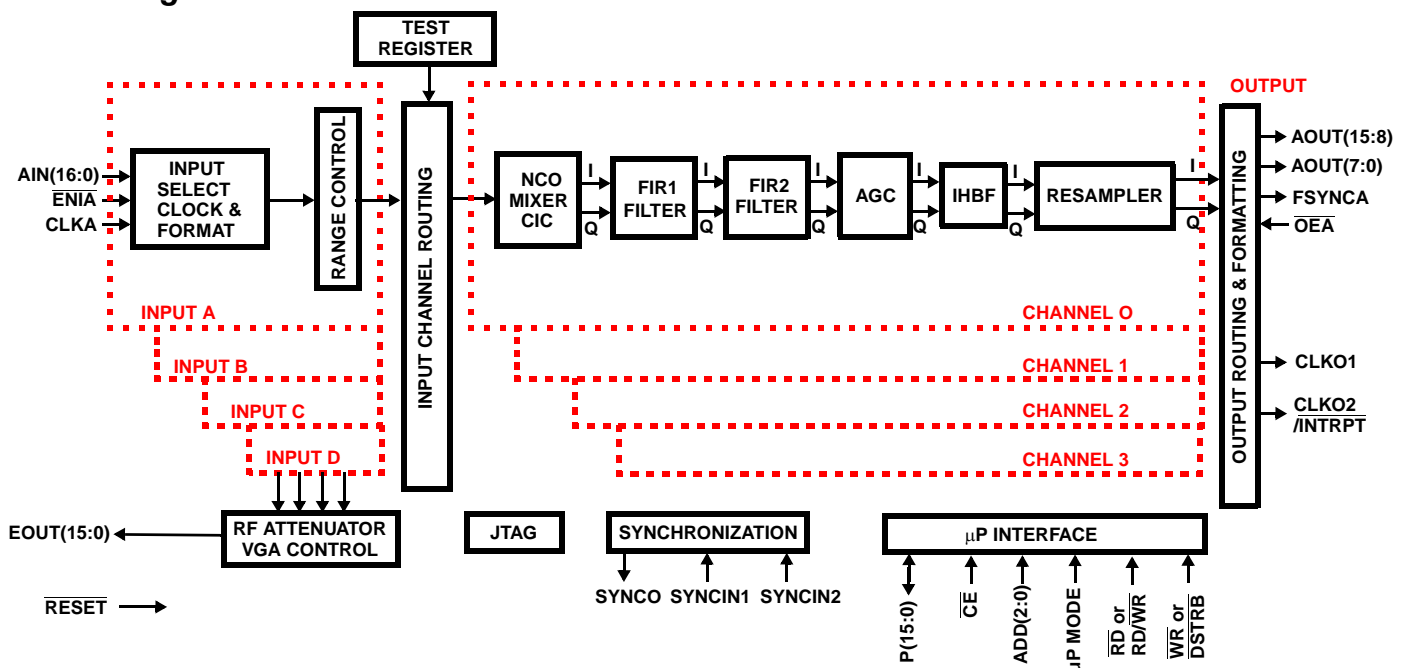 TEST
REGISTER
OUTPUT
AIN(16:0)
ENIA
CLKA
INPUT
SELECT
CLOCK &
FORMAT
RANGE CONTROL
INPUT CHANNEL ROUTING
NCO
MIXER
CIC
I
Q
FIR1
FILTER
I
Q
FIR2
FILTER
I
Q
AGC
I
Q
IHBF
I
Q
RESAMPLER
I
Q
OUTPUT ROUTING & FORMATTING
AOUT(15:8)
AOUT(7:0)
FSYNCA
OEA
CLKO1
CLKO2
/INTRPT
INPUT A
INPUT B
INPUT C
INPUT D
CHANNEL O
CHANNEL 1
CHANNEL 2
CHANNEL 3
EOUT(15:0)
RF ATTENUATOR
VGA CONTROL
JTAG
SYNCHRONIZATION
SYNCO SYNCIN1 SYNCIN2
μP INTERFACE
P(15:0)
CE
ADD(2:0)
μP MODE
RD or
RD/WR
WR or
DSTRB
RESET